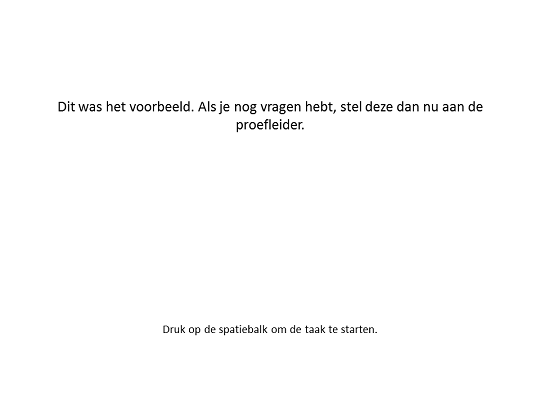 Dit was het voorbeeld. Als je nog vragen hebt, stel deze dan nu aan de
proefleider.
Druk op de spatiebalk om de taak te starten.